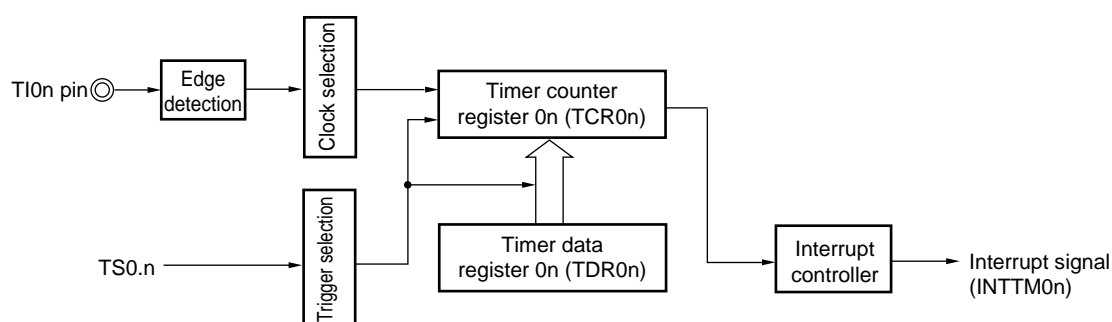 TI0n pin
Edge
detection
Clock selection
Timer counter
register 0n (TCR0n)
TS0.n
Trigger selection
Timer data
register 0n (TDR0n)
Interrupt
controller
Interrupt signal
(INTTM0n)